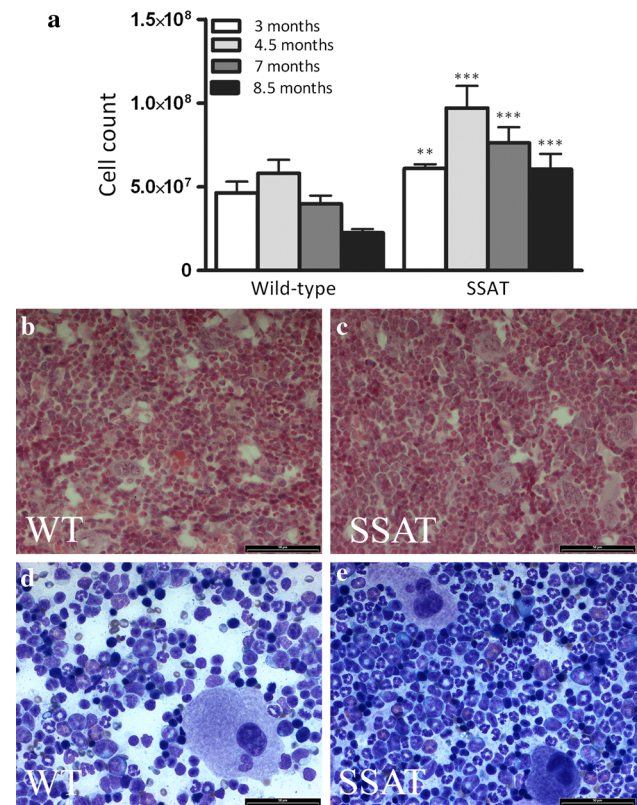 a
1.5×10⁸
1.0×10⁸
5.0×10⁷
0
Cell count
3 months
4.5 months
7 months
8.5 months
**
***
***
***
Wild-type
SSAT
b
WT
c
SSAT
d
WT
e
SSAT